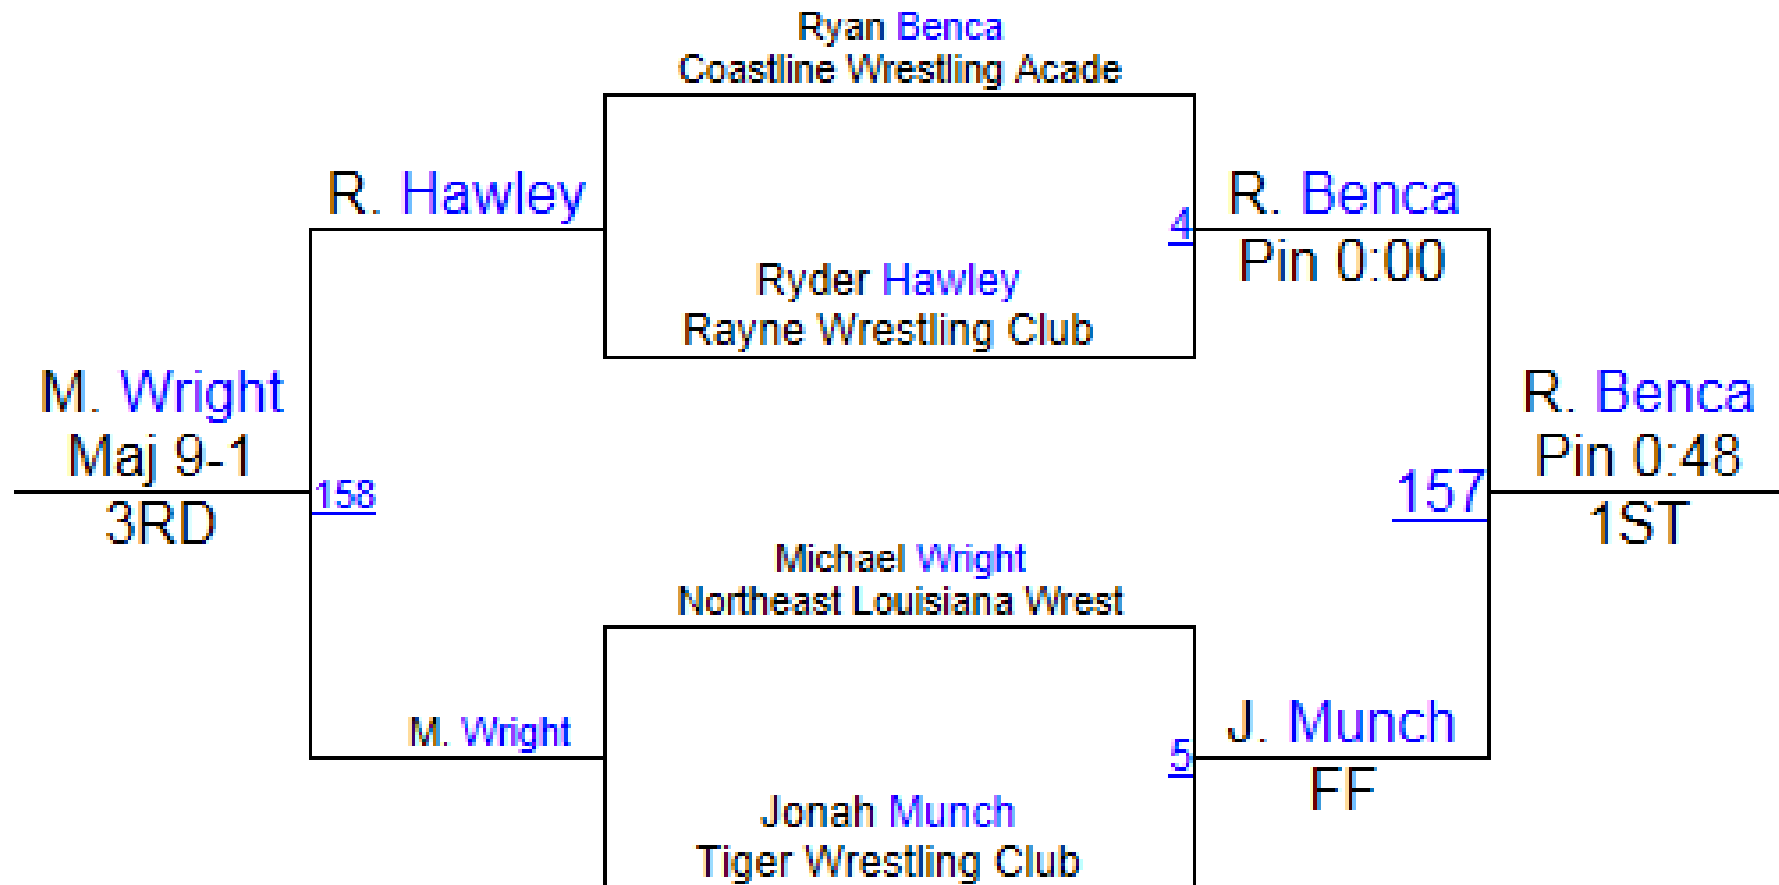 Ryan Benca
Coastline Wrestling Acade
R. Hawley
4
R. Benca
Pin 0:00
Ryder Hawley
Rayne Wrestling Club
M. Wright
Maj 9-1
3RD
158
157
R. Benca
Pin 0:48
1ST
Michael Wright
Northeast Louisiana Wrest
M. Wright
5
J. Munch
FF
Jonah Munch
Tiger Wrestling Club